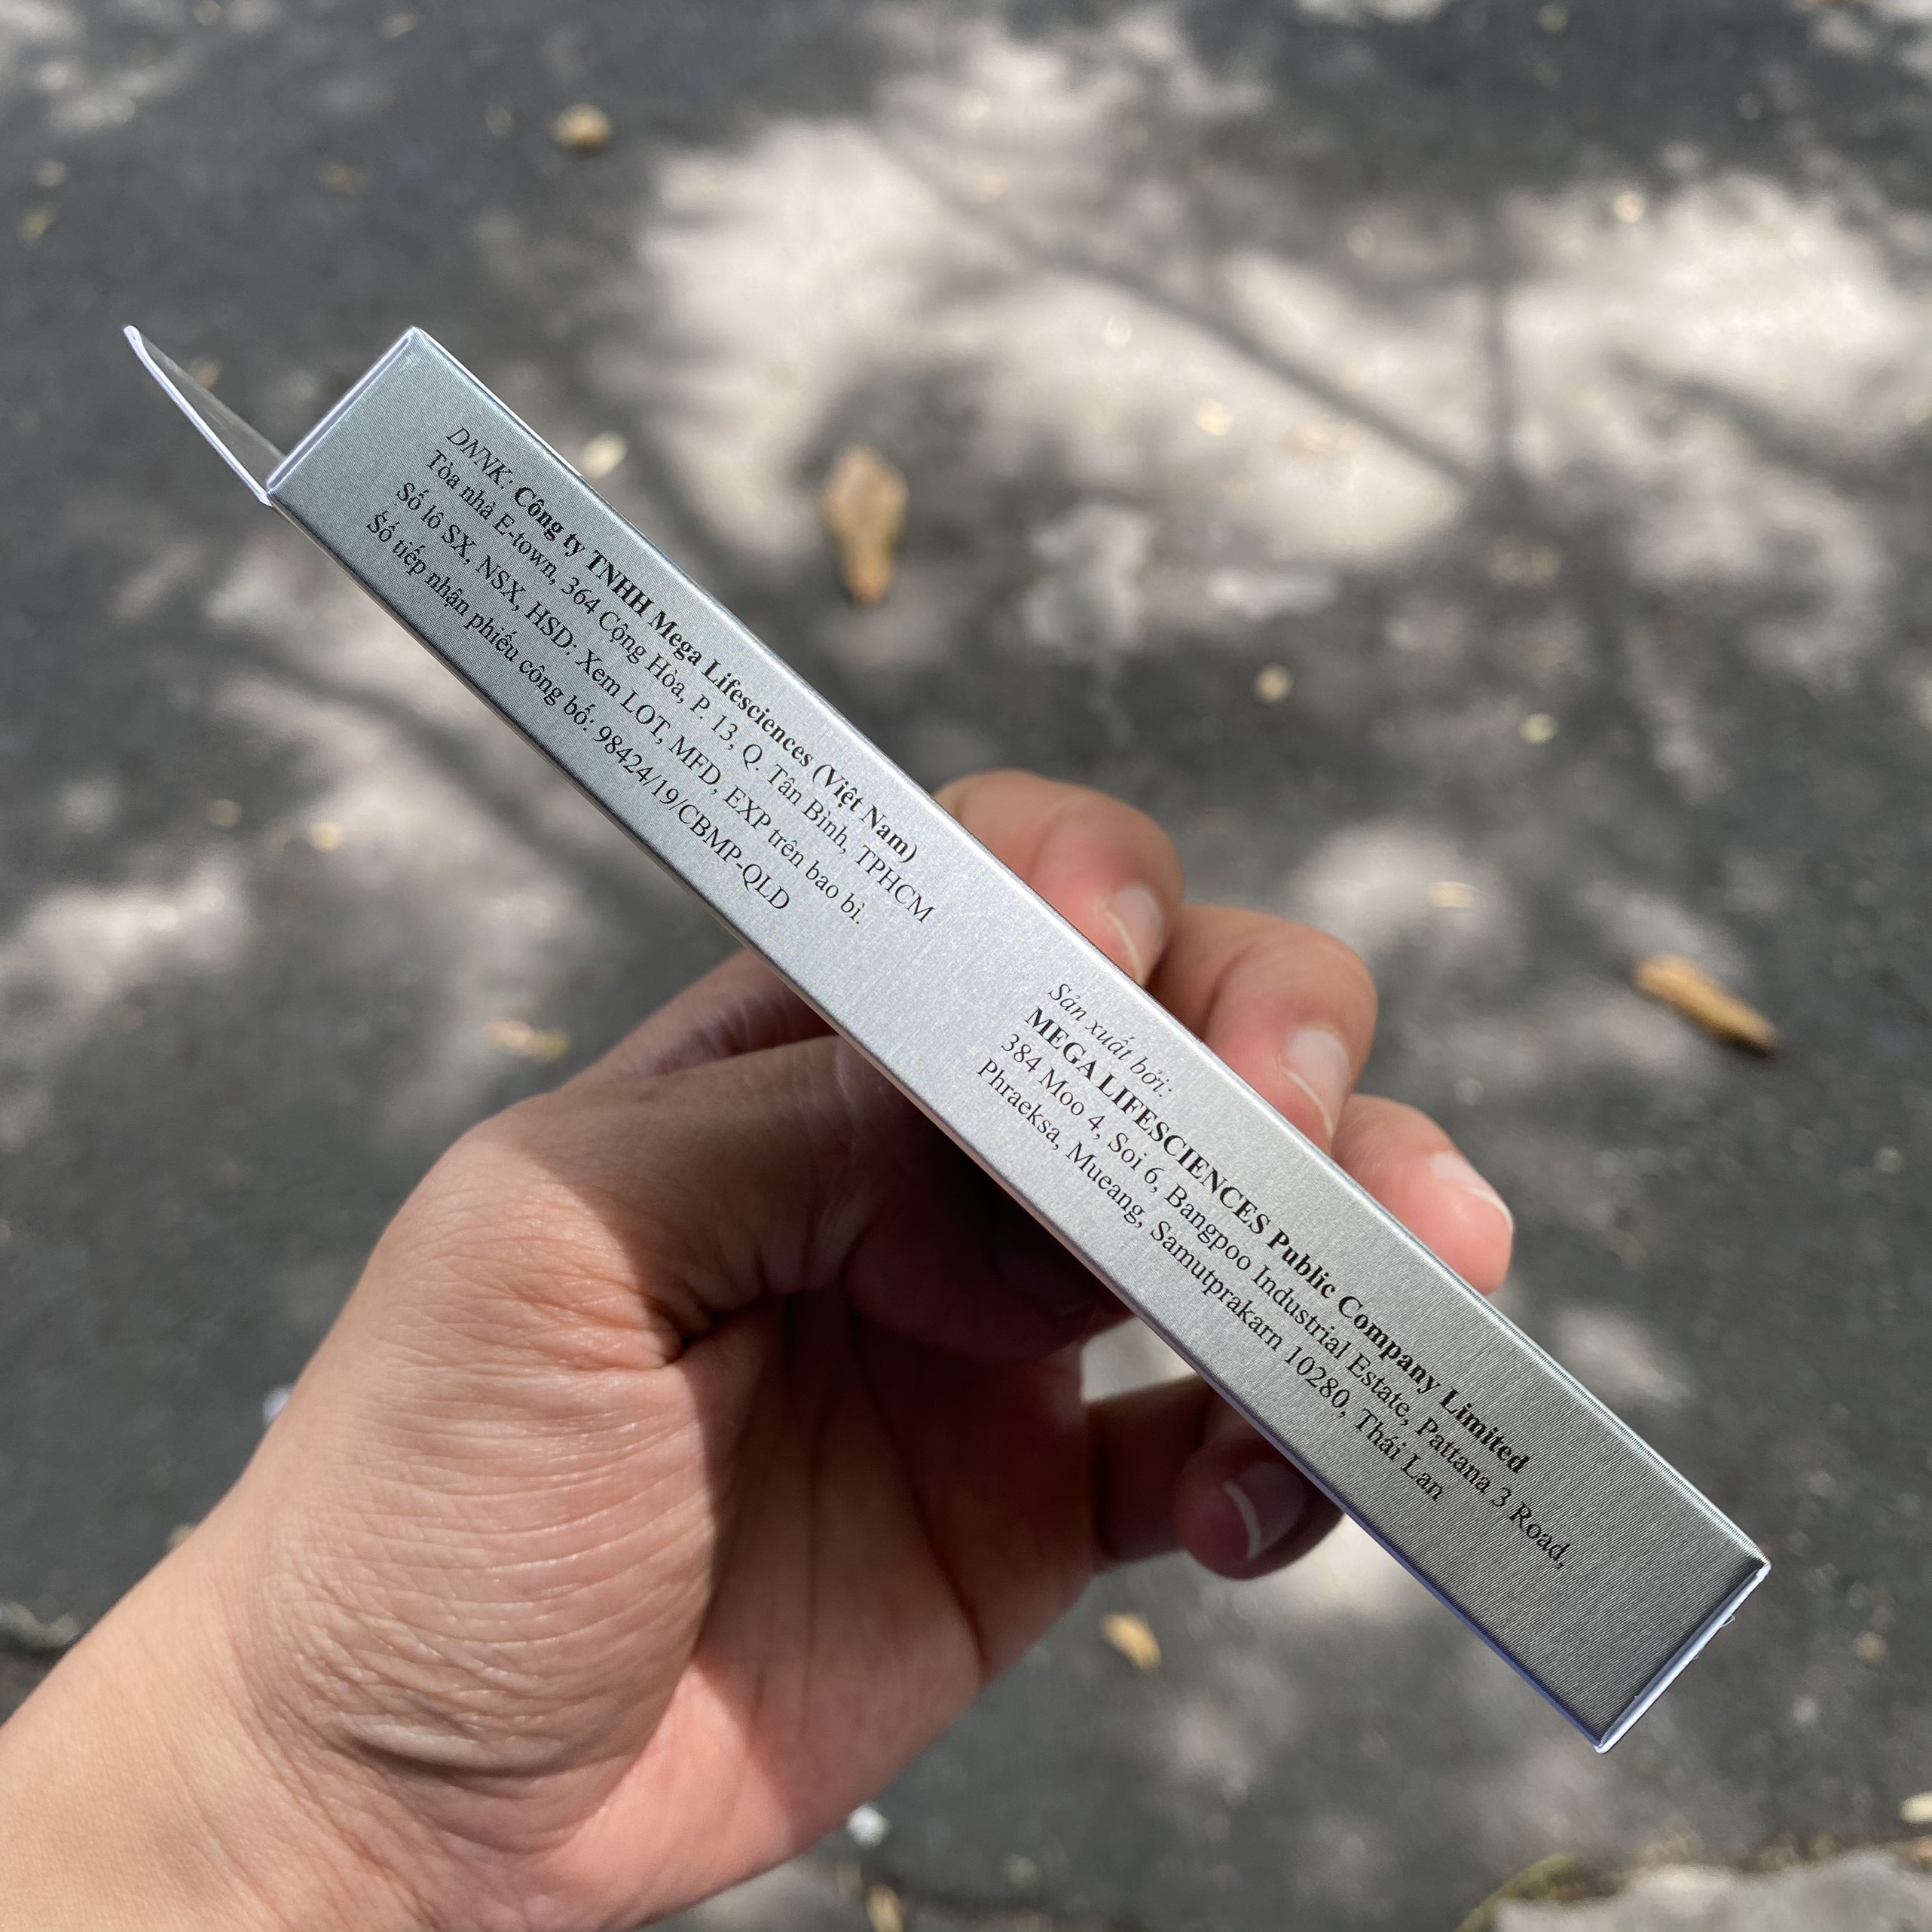 DNNK: Công ty TNHH Mega Lifesciences (Việt Nam)
Tòa nhà E-town, 364 Cộng Hòa, P. 13, Q. Tân Bình, TPHCM
Số lô SX, NSX, HSD: Xem LOT, MFD, EXP trên bao bì.
Số tiếp nhận phiếu công bố: 98424/19/CBMP-QLD
Sản xuất bởi:
MEGA LIFESCIENCES Public Company Limited
384 Moo 4, Soi 6, Bangpoo Industrial Estate, Pattana 3 Road,
Phraeksa, Mueang, Samutprakarn 10280, Thái Lan